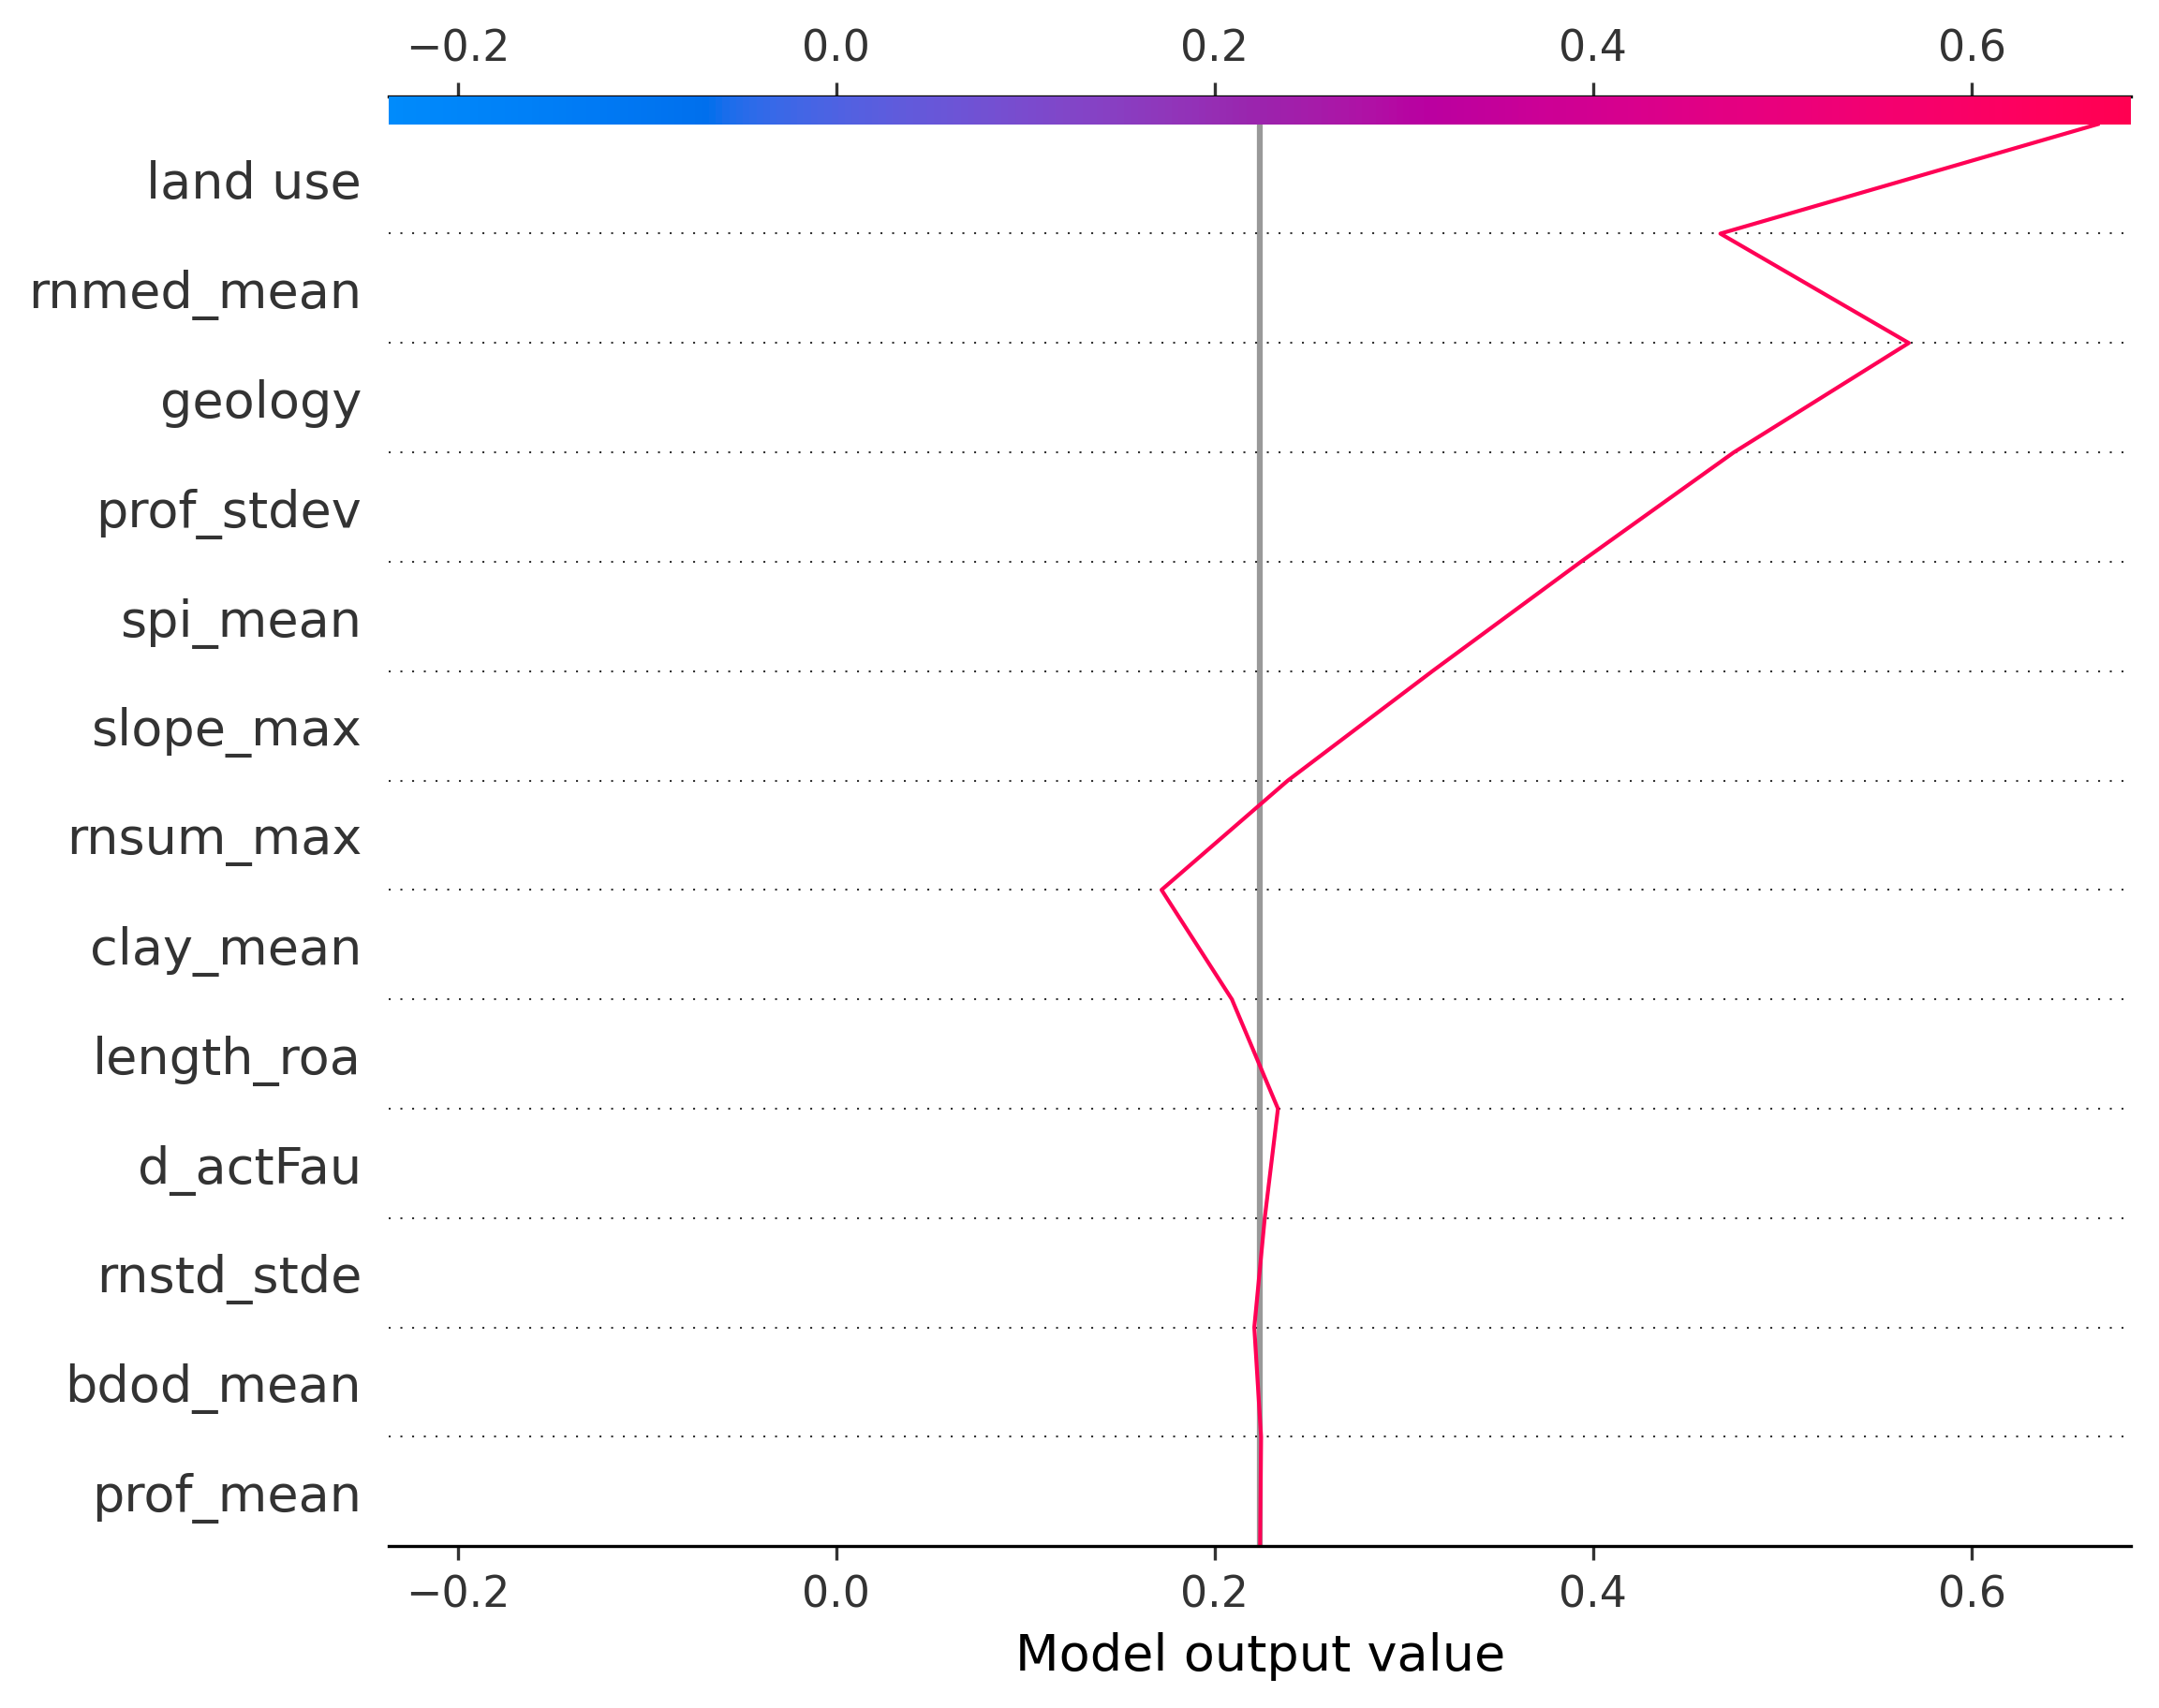 −0.2 0.0 0.2 0.4 0.6
land use
rnmed_mean
geology
prof_stdev
spi_mean
slope_max
rnsum_max
clay_mean
length_roa
d_actFau
rnstd_stde
bdod_mean
prof_mean
−0.2 0.0 0.2 0.4 0.6
Model output value